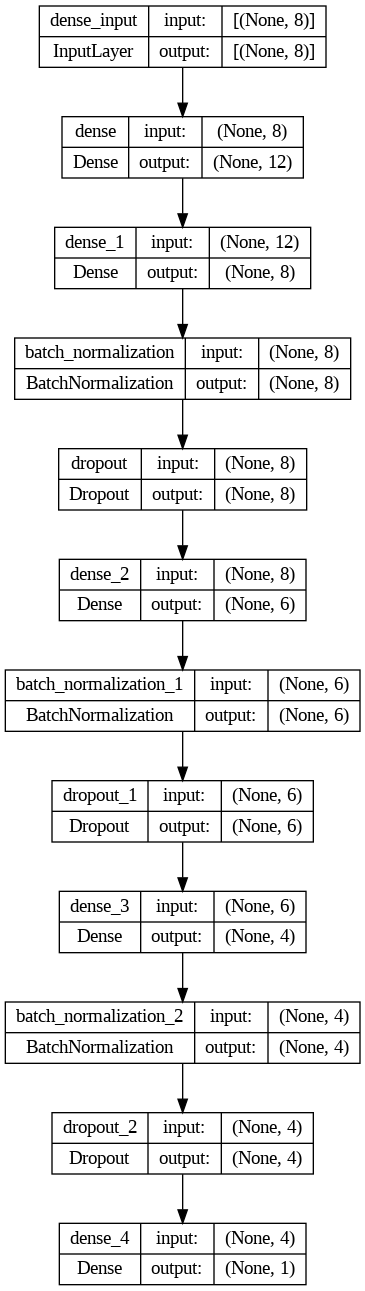 dense_input input: [(None, 8)]
InputLayer output: [(None, 8)]
dense input: (None, 8)
Dense output: (None, 12)
dense_1 input: (None, 12)
Dense output: (None, 8)
batch_normalization input: (None, 8)
BatchNormalization output: (None, 8)
dropout input: (None, 8)
Dropout output: (None, 8)
dense_2 input: (None, 8)
Dense output: (None, 6)
batch_normalization_1 input: (None, 6)
BatchNormalization output: (None, 6)
dropout_1 input: (None, 6)
Dropout output: (None, 6)
dense_3 input: (None, 6)
Dense output: (None, 4)
batch_normalization_2 input: (None, 4)
BatchNormalization output: (None, 4)
dropout_2 input: (None, 4)
Dropout output: (None, 4)
dense_4 input: (None, 4)
Dense output: (None, 1)